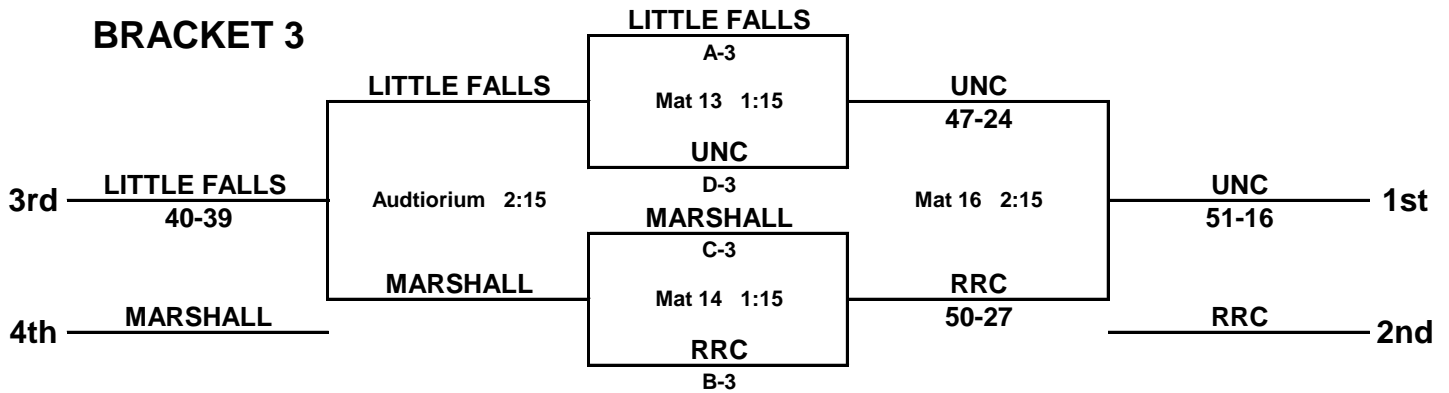 BRACKET 3
LITTLE FALLS
A-3
LITTLE FALLS
Mat 13 1:15
UNC
47-24
UNC
D-3
3rd
LITTLE FALLS
40-39
Audtiorium 2:15
Mat 16 2:15
UNC
51-16
1st
MARSHALL
C-3
MARSHALL
Mat 14 1:15
RRC
50-27
4th
MARSHALL
RRC
B-3
RRC
2nd